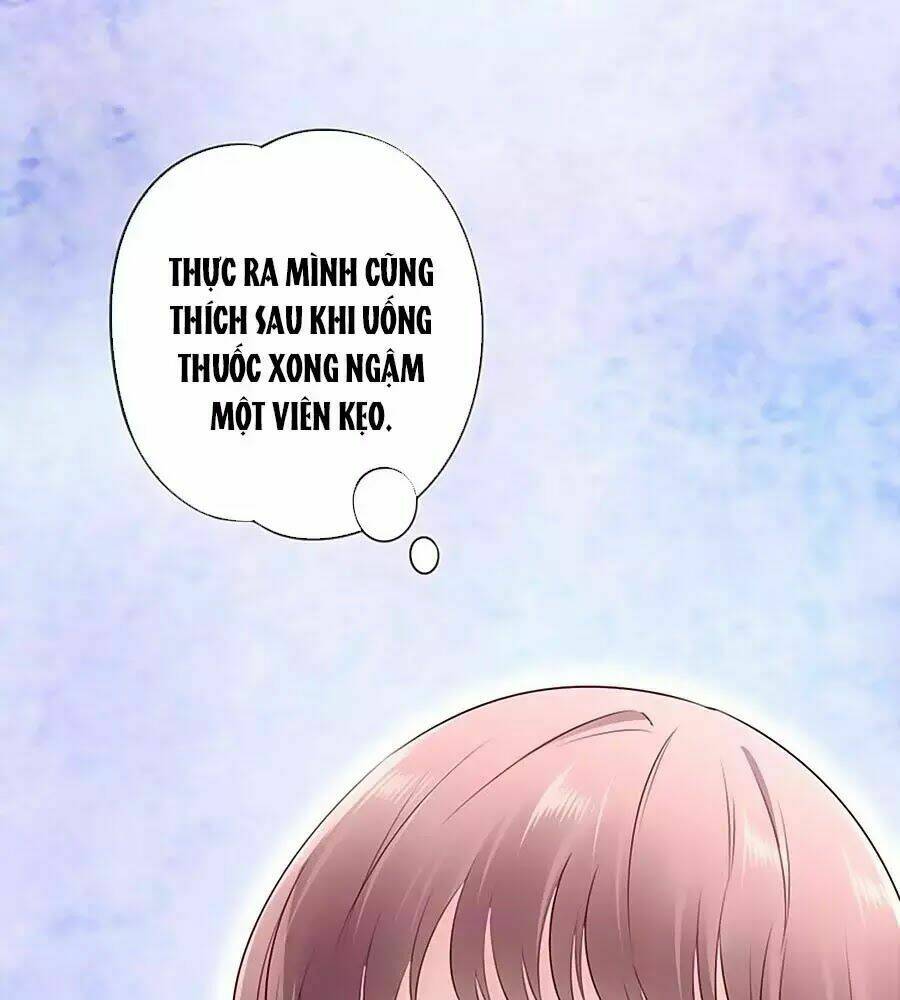 THỰC RA MÌNH CŨNG
THÍCH SAU KHI UỐNG
THUỐC XONG NGẬM
MỘT VIÊN KẸO.